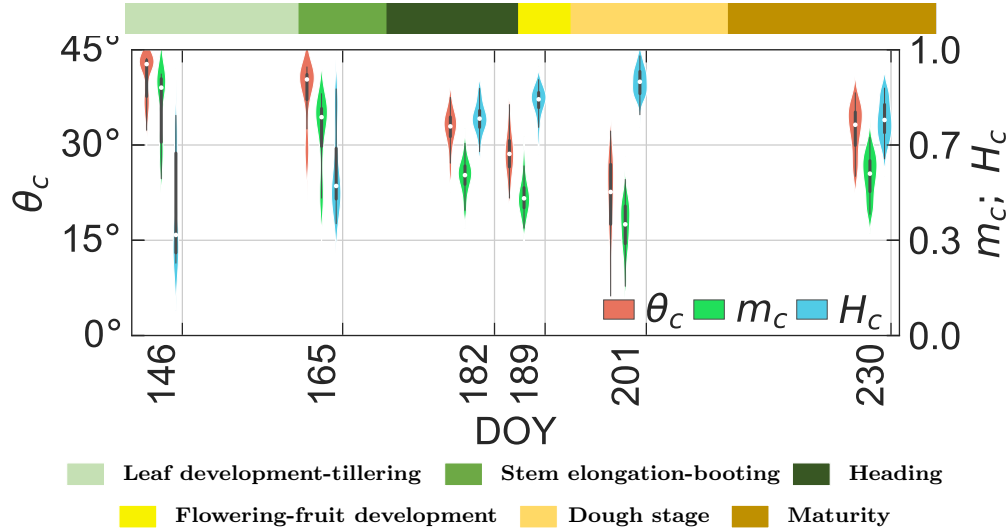 45° 1.0
30° 0.7
15° 0.3
0° 0.0
θc
mc; Hc
θc mc Hc
146 165 182 189 201 230
DOY
Leaf development-tillering Stem elongation-booting Heading
Flowering-fruit development Dough stage Maturity